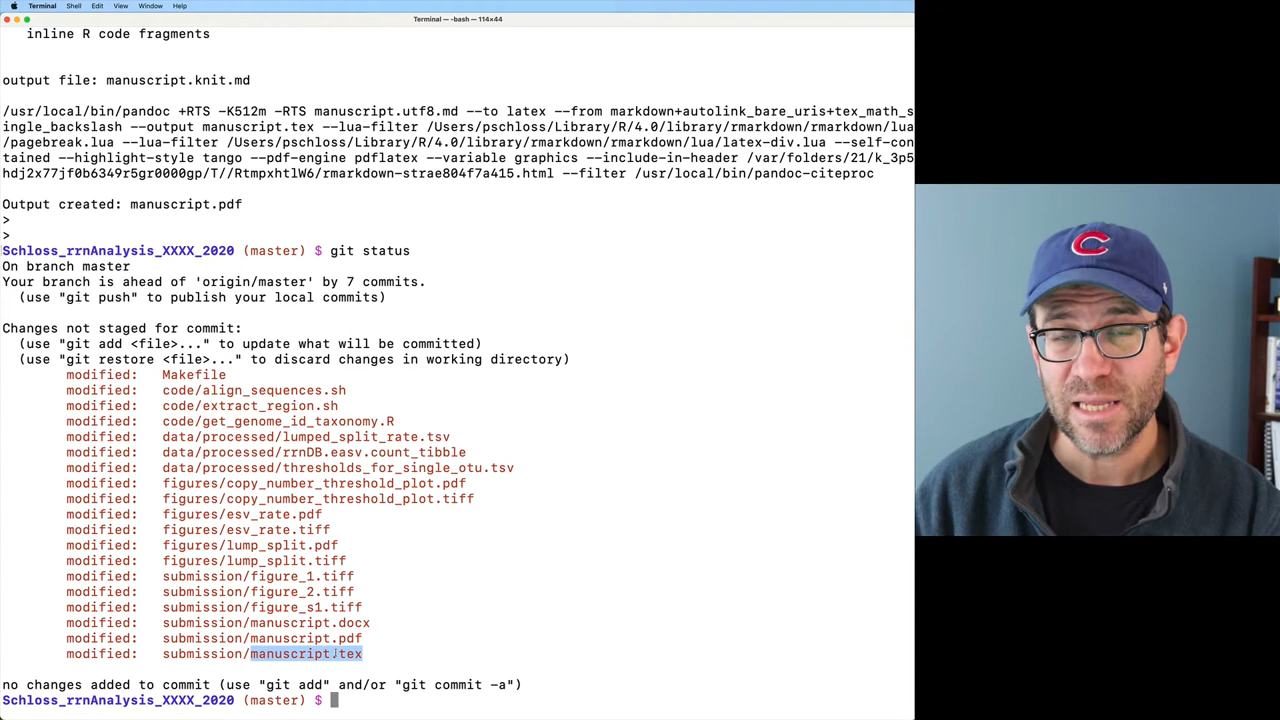 Terminal Shell Edit View Window Help
Terminal — -bash — 114×44
inline R code fragments
output file: manuscript.knit.md
/usr/local/bin/pandoc +RTS -K512m -RTS manuscript.utf8.md --to latex --from markdown+autolink_bare_uris+tex_math_s
ingle_backslash --output manuscript.tex --lua-filter /Users/pschloss/Library/R/4.0/library/rmarkdown/rmarkdown/lua
/pagebreak.lua --lua-filter /Users/pschloss/Library/R/4.0/library/rmarkdown/rmarkdown/lua/latex-div.lua --self-con
tained --highlight-style tango --pdf-engine pdflatex --variable graphics --include-in-header /var/folders/21/k_3p5
hdj2x77jf0b6349r5gr0000gp/T//RtmpxhtlW6/rmarkdown-strae804f7a415.html --filter /usr/local/bin/pandoc-citeproc
Output created: manuscript.pdf
>
>
Schloss_rrnAnalysis_XXXX_2020 (master) $ git status
On branch master
Your branch is ahead of 'origin/master' by 7 commits.
(use "git push" to publish your local commits)
Changes not staged for commit:
(use "git add <file>..." to update what will be committed)
(use "git restore <file>..." to discard changes in working directory)
modified: Makefile
modified: code/align_sequences.sh
modified: code/extract_region.sh
modified: code/get_genome_id_taxonomy.R
modified: data/processed/lumped_split_rate.tsv
modified: data/processed/rrnDB.easv.count_tibble
modified: data/processed/thresholds_for_single_otu.tsv
modified: figures/copy_number_threshold_plot.pdf
modified: figures/copy_number_threshold_plot.tiff
modified: figures/esv_rate.pdf
modified: figures/esv_rate.tiff
modified: figures/lump_split.pdf
modified: figures/lump_split.tiff
modified: submission/figure_1.tiff
modified: submission/figure_2.tiff
modified: submission/figure_s1.tiff
modified: submission/manuscript.docx
modified: submission/manuscript.pdf
modified: submission/manuscript.tex
no changes added to commit (use "git add" and/or "git commit -a")
Schloss_rrnAnalysis_XXXX_2020 (master) $
C